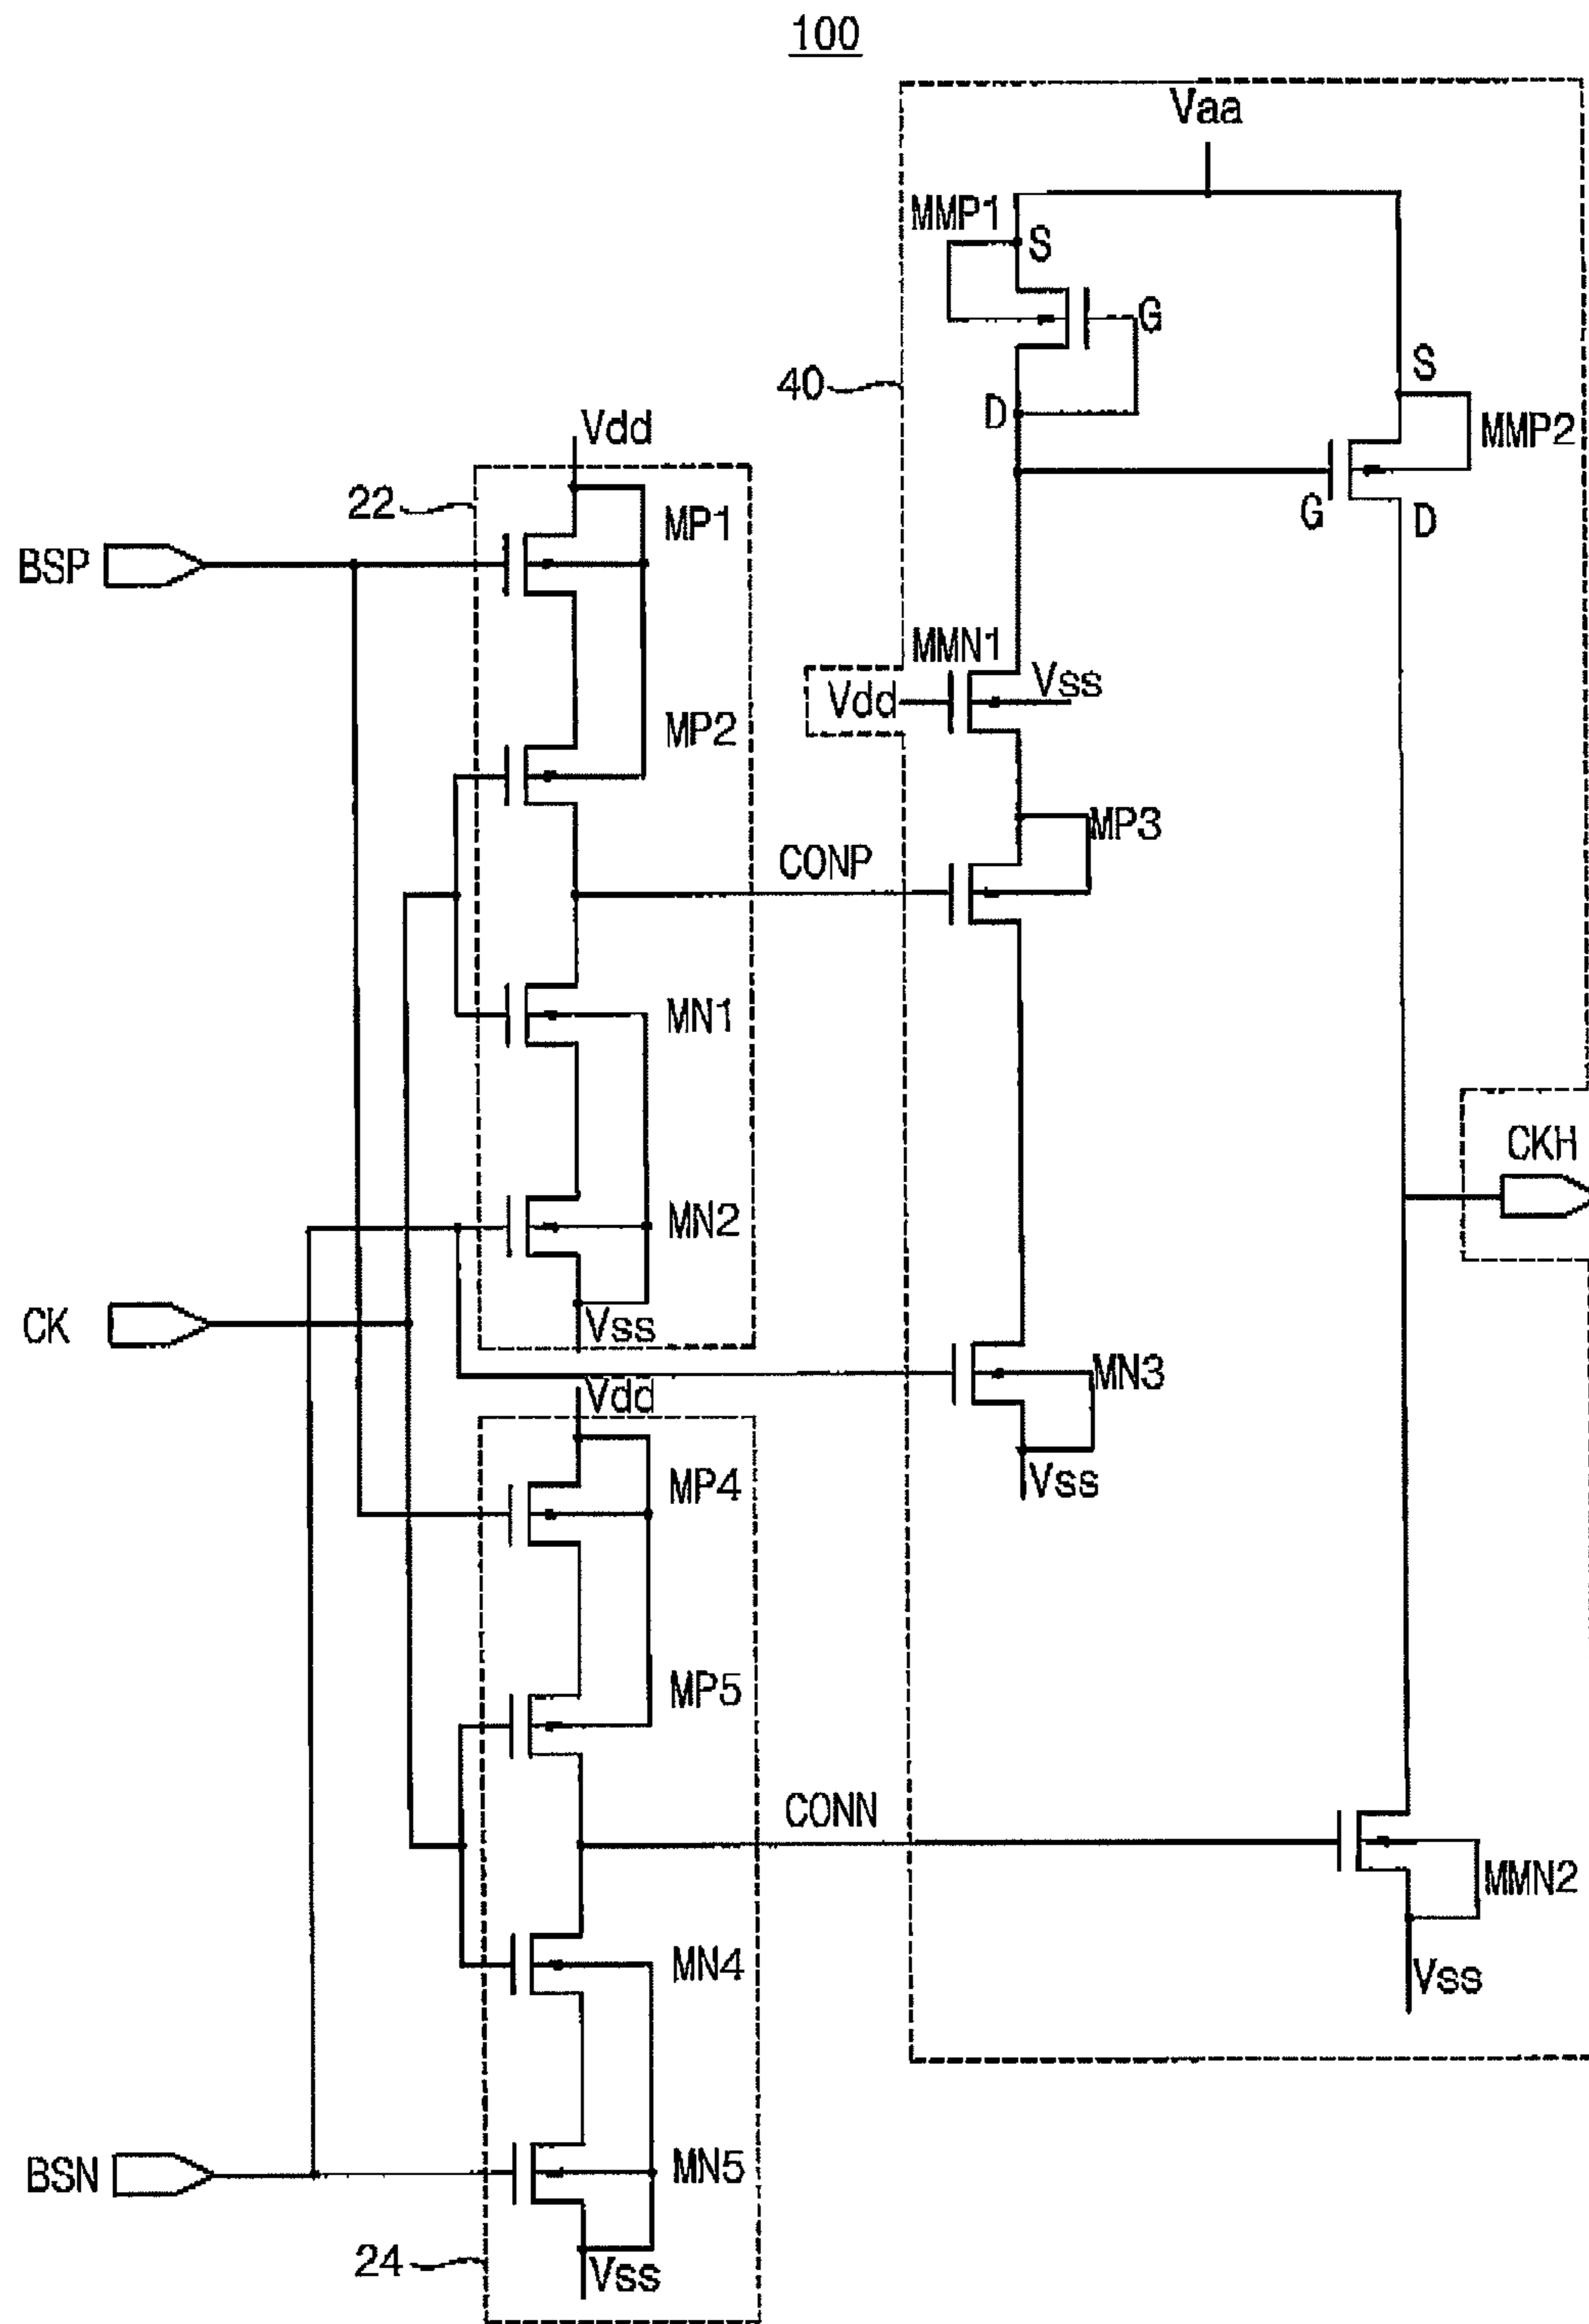 100
Vaa
MMP1
S
G
40
D
S
MMP2
G
D
Vdd
22
MP1
BSP
MMN1
Vss
Vdd
MP2
MP3
CONP
MN1
CKH
MN2
CK
Vss
MN3
Vdd
Vss
MP4
MP5
CONN
MMN2
MN4
Vss
BSN
MN5
24
Vss